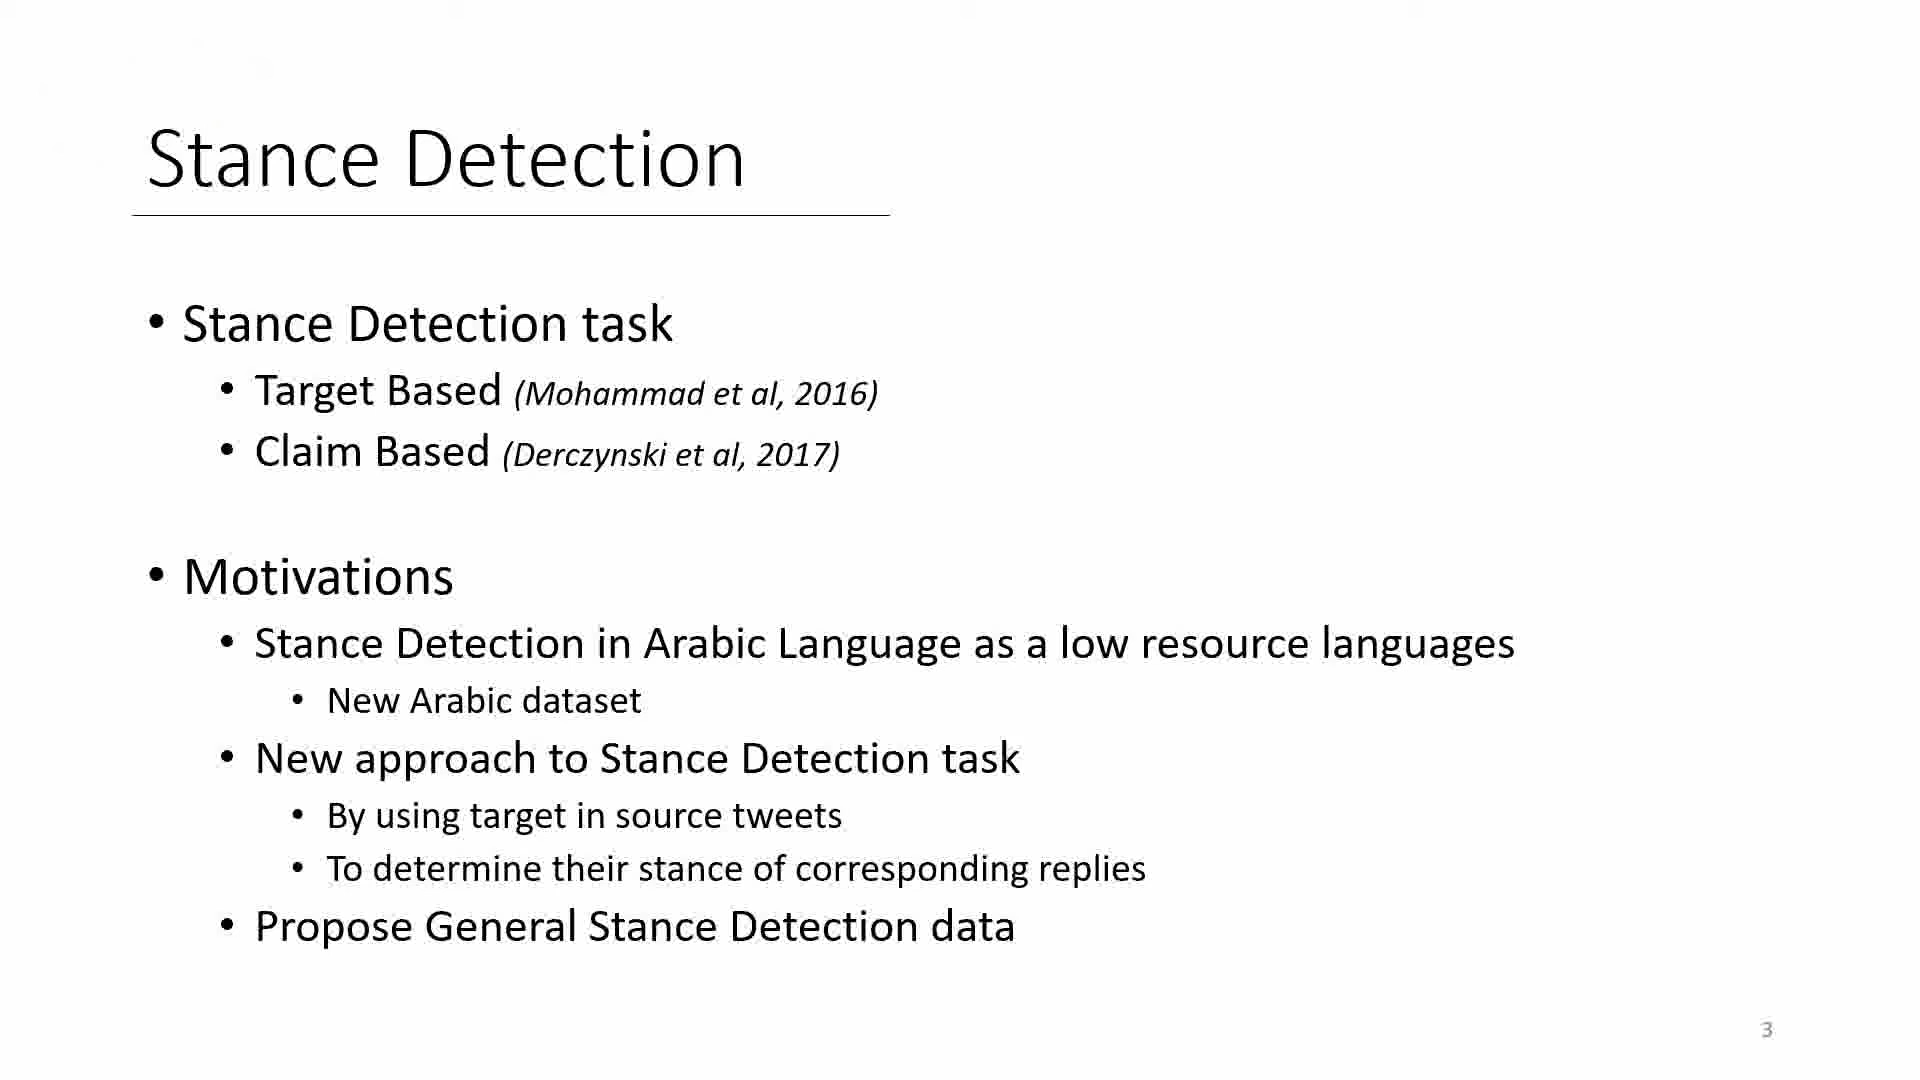 Stance Detection
• Stance Detection task
• Target Based (Mohammad et al, 2016)
• Claim Based (Derczynski et al, 2017)
• Motivations
• Stance Detection in Arabic Language as a low resource languages
• New Arabic dataset
• New approach to Stance Detection task
• By using target in source tweets
• To determine their stance of corresponding replies
• Propose General Stance Detection data
3